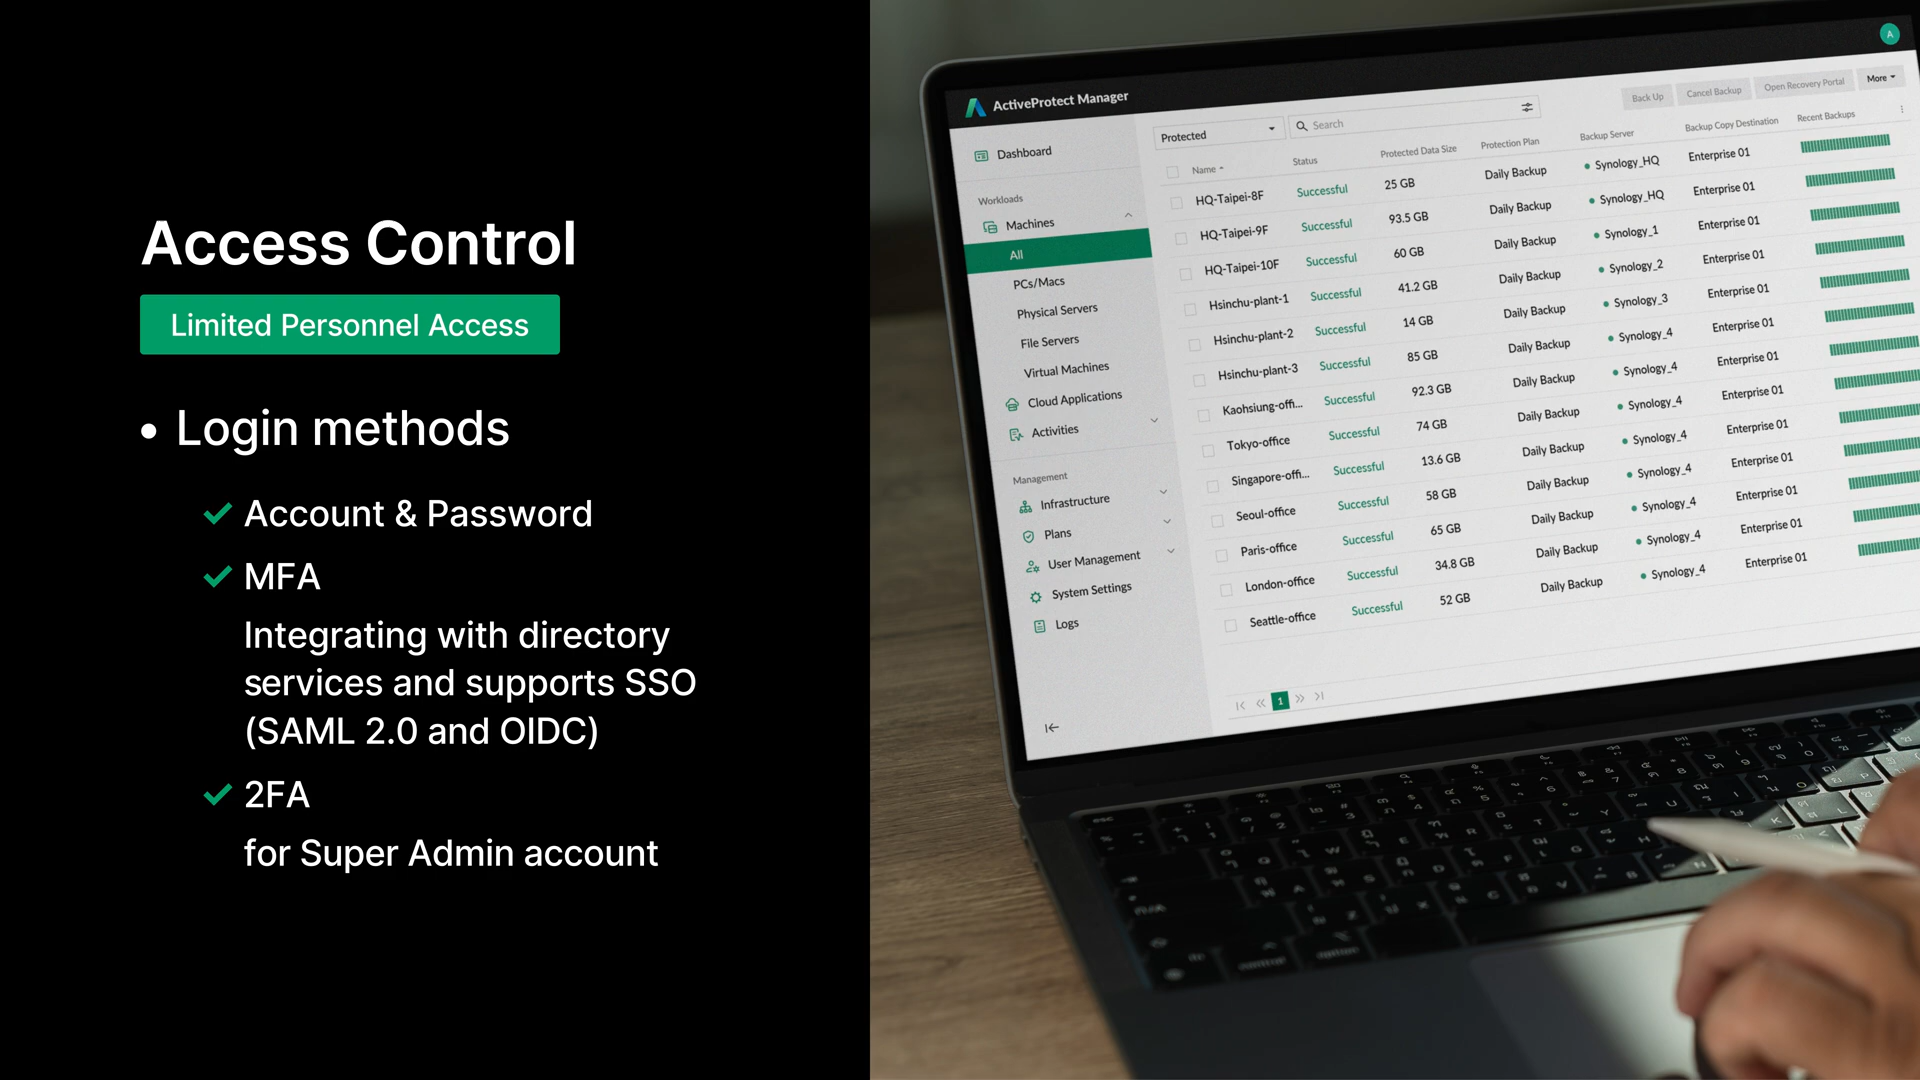 Access Control
Limited Personnel Access
• Login methods
Account & Password
MFA
Integrating with directory
services and supports SSO
(SAML 2.0 and OIDC)
2FA
for Super Admin account
ActiveProtect Manager
A
Dashboard
Workloads
Machines
All
PCs/Macs
Physical Servers
File Servers
Virtual Machines
Cloud Applications
Activities
Management
Infrastructure
Plans
User Management
System Settings
Logs
Protected
Search
Back Up Cancel Backup Open Recovery Portal More
Name Status Protected Data Size Protection Plan Backup Server Backup Copy Destination Recent Backups
HQ-Taipei-8F Successful 25 GB Daily Backup Synology_HQ Enterprise 01
HQ-Taipei-9F Successful 93.5 GB Daily Backup Synology_HQ Enterprise 01
HQ-Taipei-10F Successful 60 GB Daily Backup Synology_1 Enterprise 01
Hsinchu-plant-1 Successful 41.2 GB Daily Backup Synology_2 Enterprise 01
Hsinchu-plant-2 Successful 14 GB Daily Backup Synology_3 Enterprise 01
Hsinchu-plant-3 Successful 85 GB Daily Backup Synology_4 Enterprise 01
Kaohsiung-offi... Successful 92.3 GB Daily Backup Synology_4 Enterprise 01
Tokyo-office Successful 74 GB Daily Backup Synology_4 Enterprise 01
Singapore-offi... Successful 13.6 GB Daily Backup Synology_4 Enterprise 01
Seoul-office Successful 58 GB Daily Backup Synology_4 Enterprise 01
Paris-office Successful 65 GB Daily Backup Synology_4 Enterprise 01
London-office Successful 34.8 GB Daily Backup Synology_4 Enterprise 01
Seattle-office Successful 52 GB Daily Backup Synology_4 Enterprise 01
1
esc
control
option